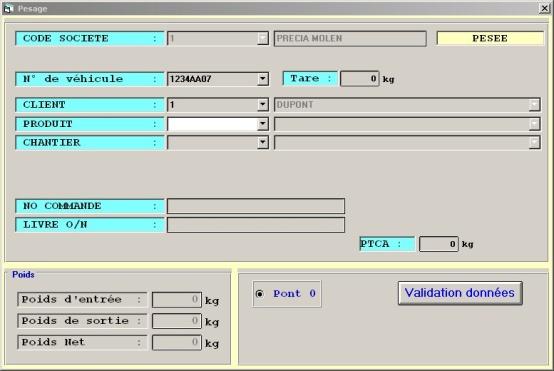 Pesage
CODE SOCIETE : 1 PRECIA MOLEN PESEE
N° de véhicule : 1234AA07 Tare : 0 kg
CLIENT : 1 DUPONT
PRODUIT :
CHANTIER :
NO COMMANDE :
LIVRE O/N :
PTCA : 0 kg
Poids
Poids d'entrée : 0 kg
Poids de sortie : 0 kg
Poids Net : 0 kg
Pont 0
Validation données